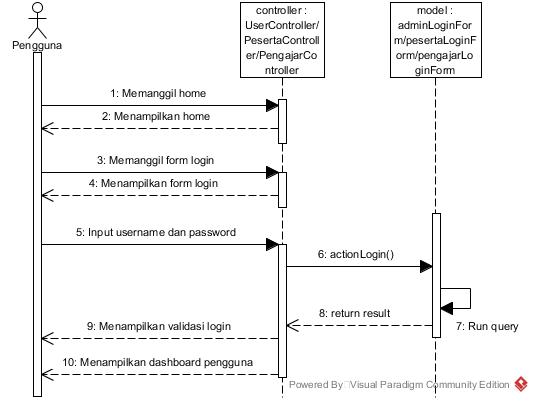 controller :
UserController/
PesertaControll
er/PengajarCo
ntroller
model :
adminLoginFor
m/pesertaLoginF
orm/pengajarLo
ginForm
Pengguna
1: Memanggil home
2: Menampilkan home
3: Memanggil form login
4: Menampilkan form login
5: Input username dan password
6: actionLogin()
7: Run query
8: return result
9: Menampilkan validasi login
10: Menampilkan dashboard pengguna
Powered By Visual Paradigm Community Edition